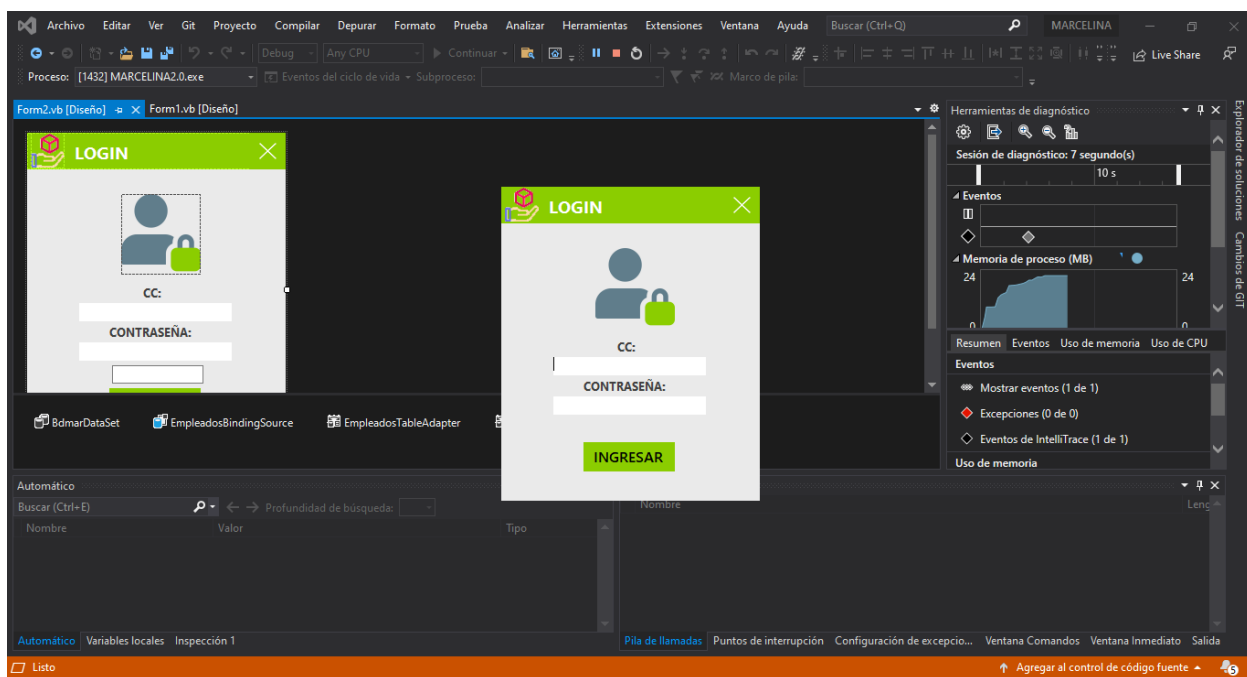 Archivo Editar Ver Git Proyecto Compilar Depurar Formato Prueba Analizar Herramientas Extensiones Ventana Ayuda Buscar (Ctrl+Q) MARCELINA
Debug Any CPU Continuar Live Share
Proceso: [1432] MARCELINA2.0.exe Eventos del ciclo de vida Subproceso: Marco de pila:
Form2.vb [Diseño] Form1.vb [Diseño]
LOGIN
CC:
CONTRASEÑA:
BdmarDataSet EmpleadosBindingSource EmpleadosTableAdapter
LOGIN
CC:
CONTRASEÑA:
INGRESAR
Herramientas de diagnóstico
Sesión de diagnóstico: 7 segundo(s)
10 s
Eventos
Memoria de proceso (MB)
24 24
0 0
Resumen Eventos Uso de memoria Uso de CPU
Eventos
Mostrar eventos (1 de 1)
Excepciones (0 de 0)
Eventos de IntelliTrace (1 de 1)
Uso de memoria
Explorador de soluciones
Cambios de GIT
Automático
Buscar (Ctrl+E) Profundidad de búsqueda:
Nombre Valor Tipo
Nombre Leng
Automático Variables locales Inspección 1
Pila de llamadas Puntos de interrupción Configuración de excepcio... Ventana Comandos Ventana Inmediato Salida
Listo Agregar al control de código fuente 5